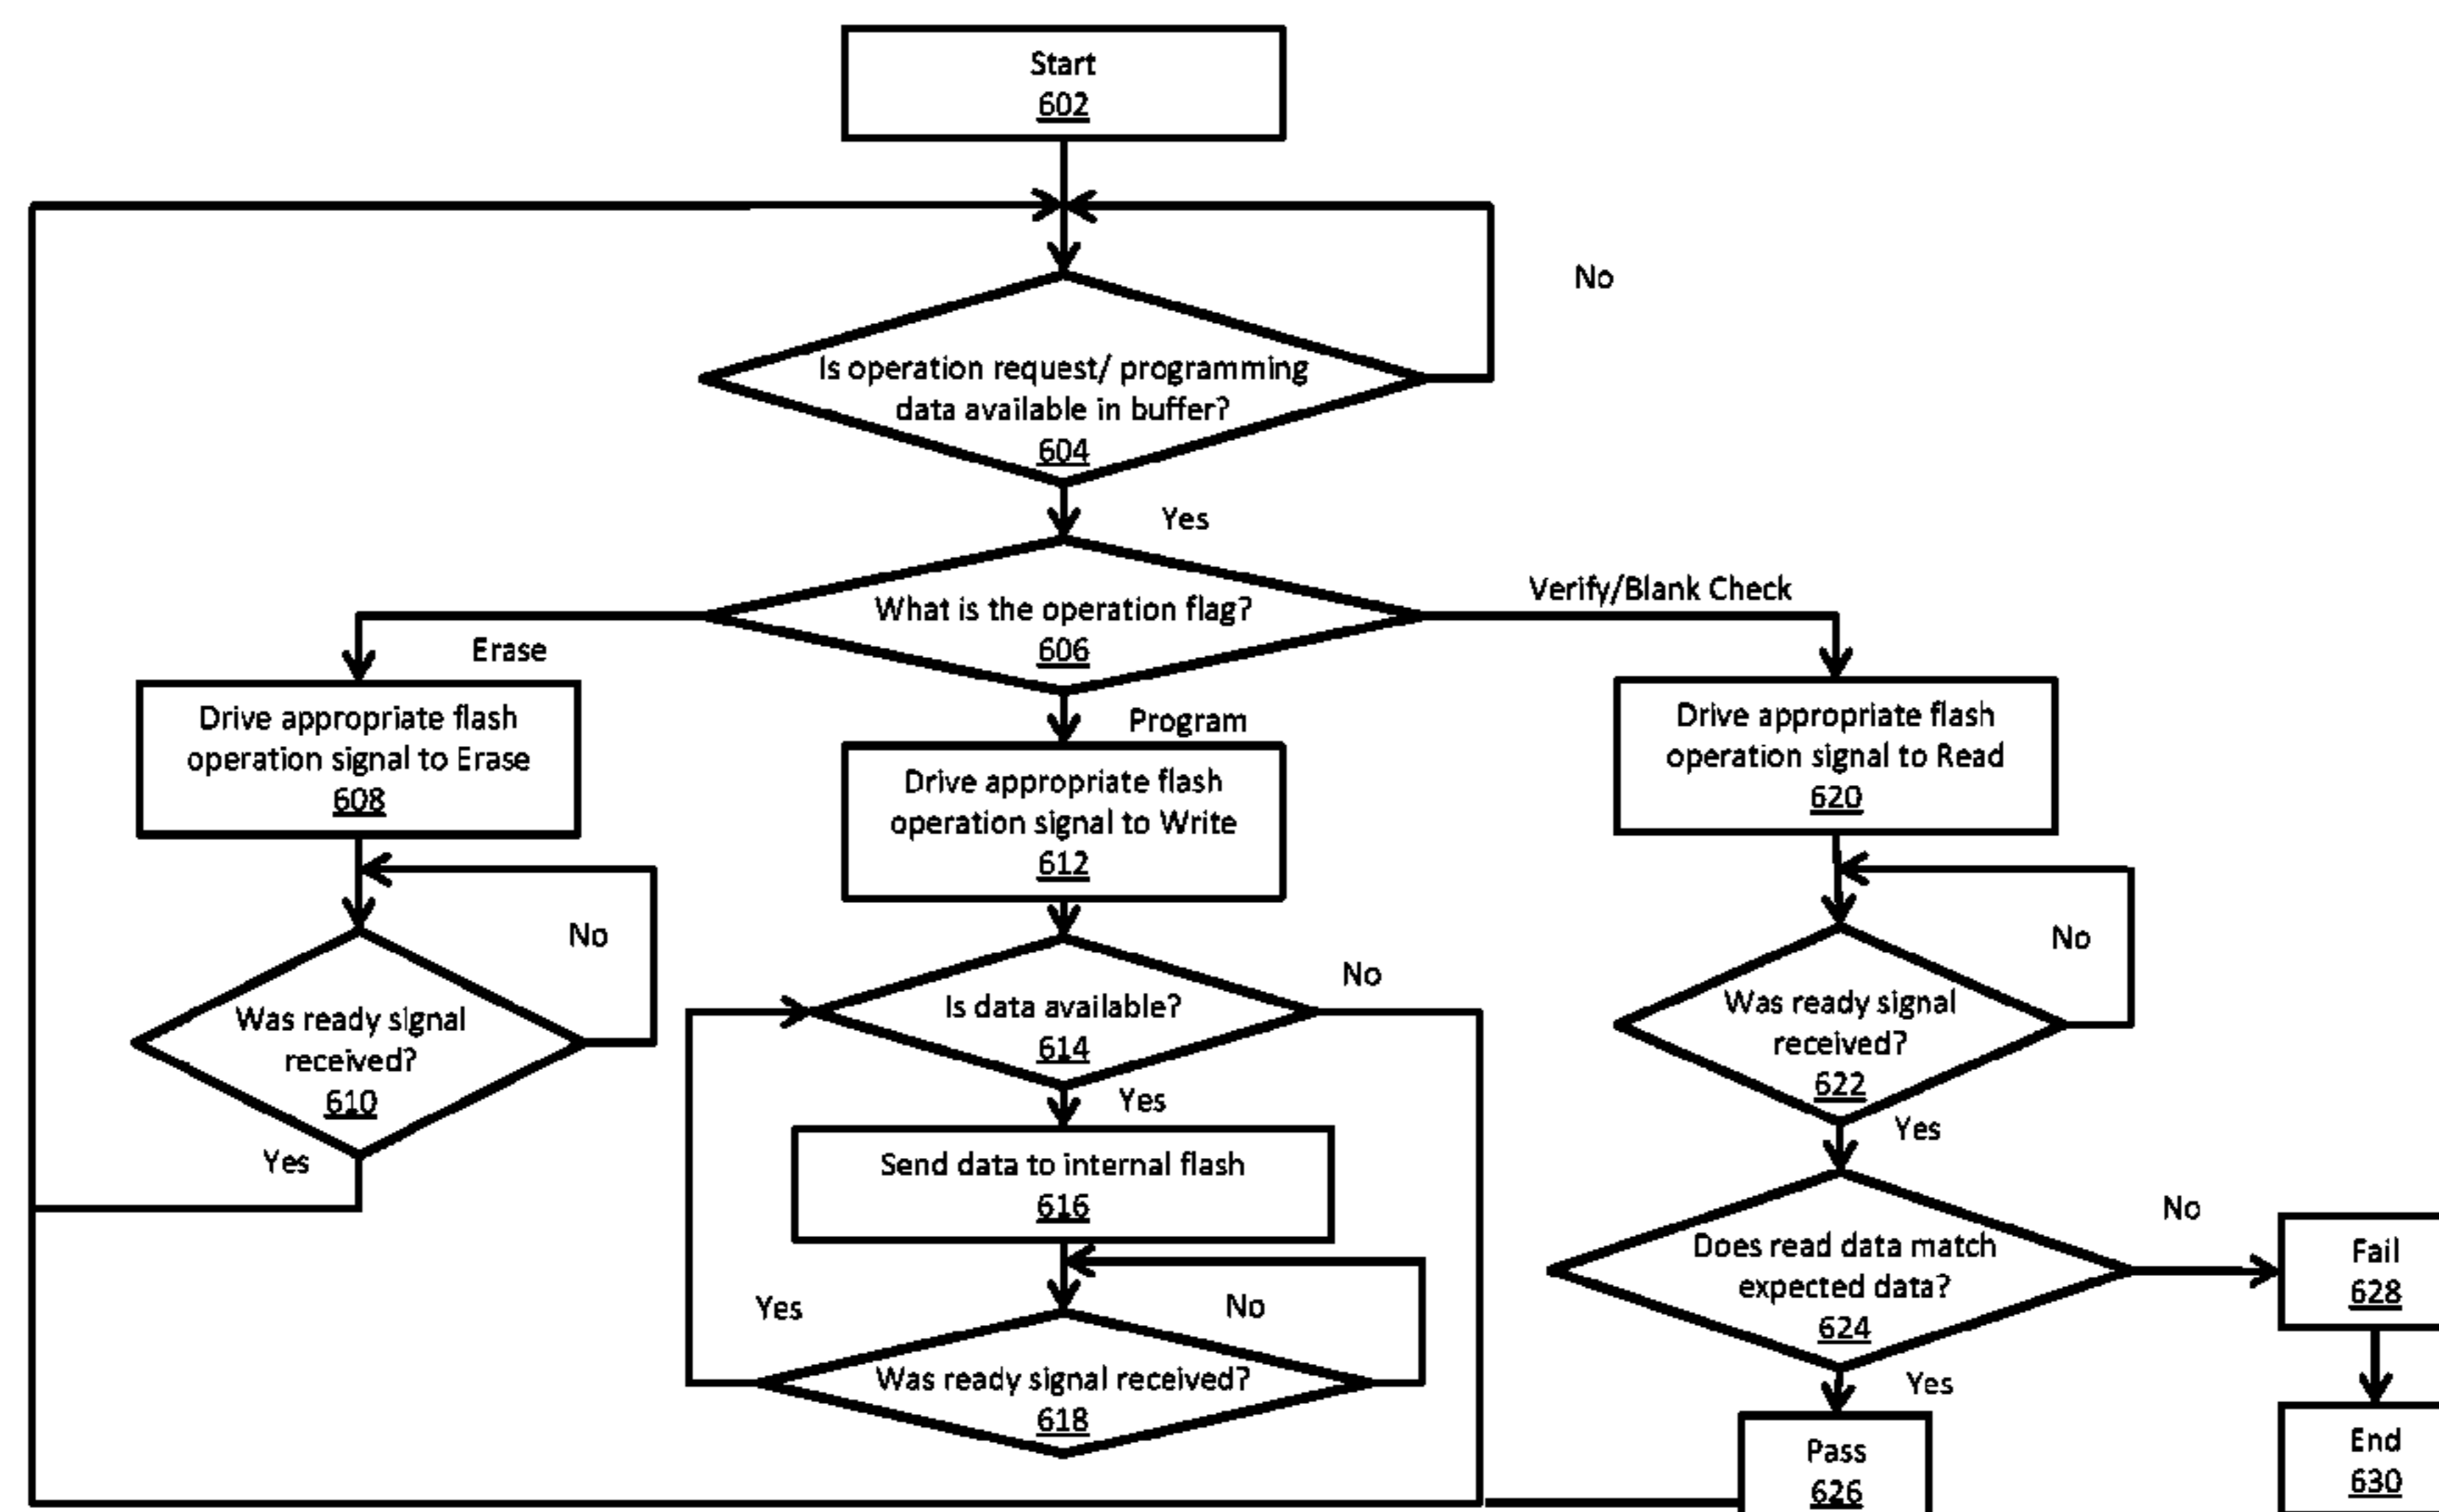 Start
602
No
Is operation request/ programming
data available in buffer?
604
Yes
What is the operation flag?
606
Verify/Blank Check
Erase
Program
Drive appropriate flash
operation signal to Erase
608
Drive appropriate flash
operation signal to Write
612
Drive appropriate flash
operation signal to Read
620
No
Was ready signal
received?
610
Yes
No
Is data available?
614
Yes
Send data to internal flash
616
Yes
No
Was ready signal received?
618
No
Was ready signal
received?
622
Yes
No
Does read data match
expected data?
624
Yes
Pass
626
Fail
628
End
630